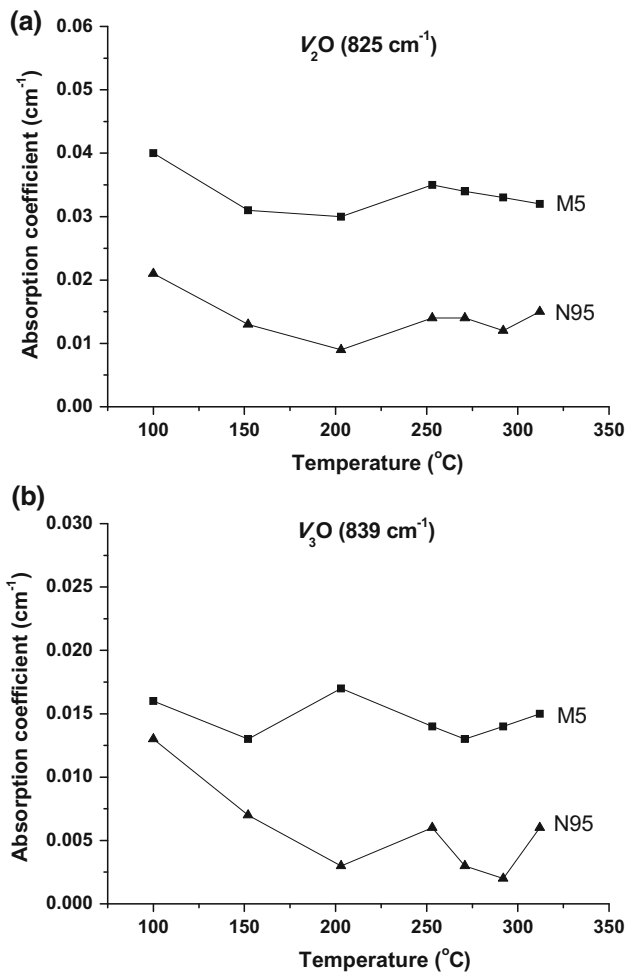 (a)
V₂O (825 cm⁻¹)
Absorption coefficient (cm⁻¹)
0.06
0.05
0.04
0.03
0.02
0.01
0.00
M5
N95
100 150 200 250 300 350
Temperature (°C)
(b)
V₃O (839 cm⁻¹)
Absorption coefficient (cm⁻¹)
0.030
0.025
0.020
0.015
0.010
0.005
0.000
M5
N95
100 150 200 250 300 350
Temperature (°C)